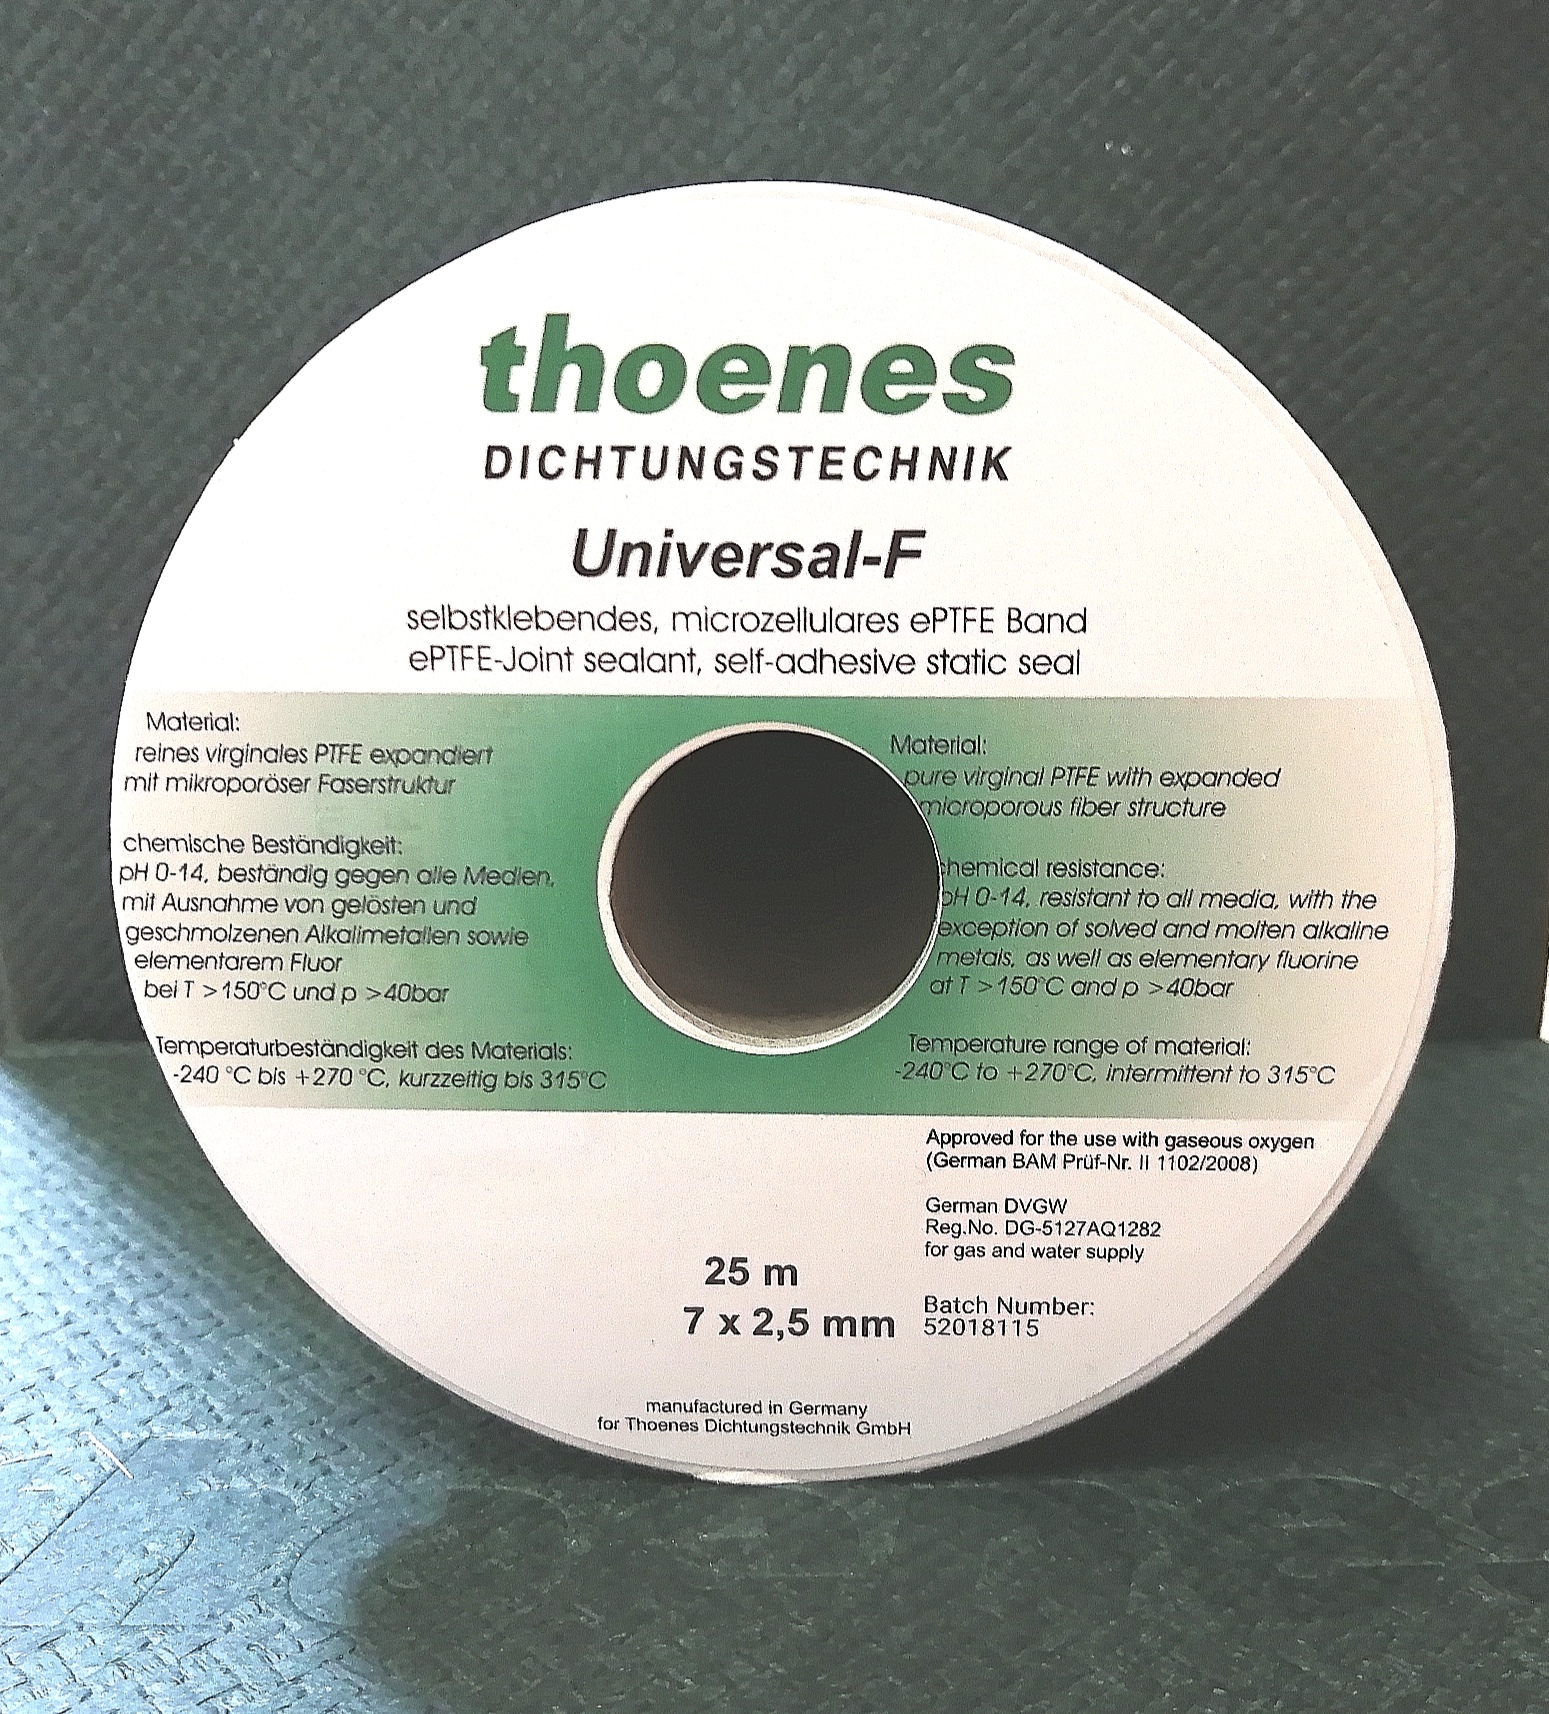 thoenes
DICHTUNGSTECHNIK
Universal-F
selbstklebendes, microzellulares ePTFE Band
ePTFE-Joint sealant, self-adhesive static seal
Material:
reines virginales PTFE expandiert
mit mikroporöser Faserstruktur
chemische Beständigkeit:
pH 0-14, beständig gegen alle Medien,
mit Ausnahme von gelösten und
geschmolzenen Alkalimetallen sowie
elementarem Fluor
bei T >150°C und p >40bar
Temperaturbeständigkeit des Materials:
-240 °C bis +270 °C, kurzzeitig bis 315°C
Material:
pure virginal PTFE with expanded
microporous fiber structure
chemical resistance:
pH 0-14, resistant to all media, with the
exception of solved and molten alkaline
metals, as well as elementary fluorine
at T >150°C and p >40bar
Temperature range of material:
-240°C to +270°C, intermittent to 315°C
Approved for the use with gaseous oxygen
(German BAM Prüf-Nr. II 1102/2008)
German DVGW
Reg.No. DG-5127AQ1282
for gas and water supply
25 m
7 x 2,5 mm
Batch Number:
52018115
manufactured in Germany
for Thoenes Dichtungstechnik GmbH